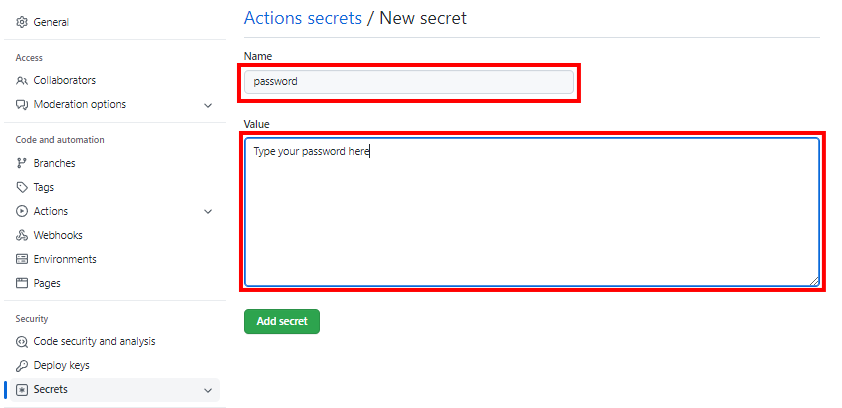 General
Access
Collaborators
Moderation options
Code and automation
Branches
Tags
Actions
Webhooks
Environments
Pages
Security
Code security and analysis
Deploy keys
Secrets
Actions secrets / New secret
Name
password
Value
Type your password here
Add secret